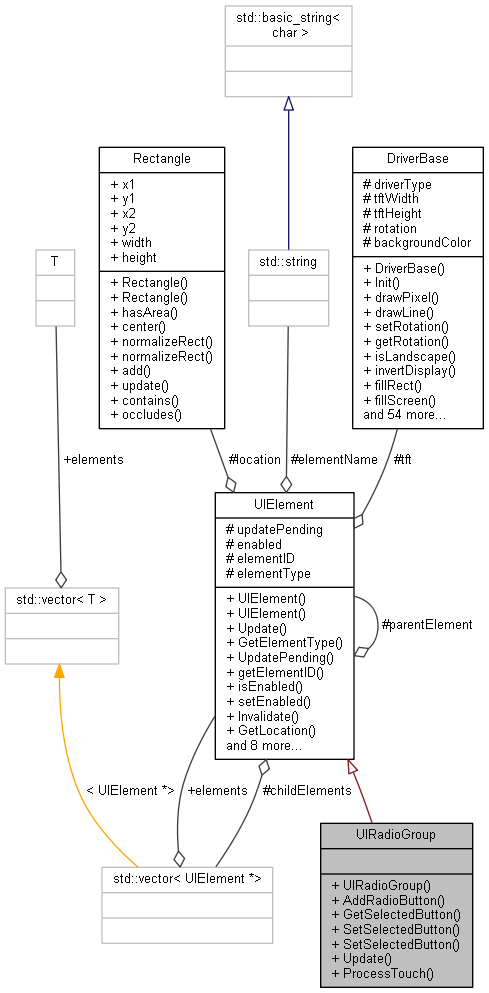 std::basic_string<
char >
Rectangle
+ x1
+ y1
+ x2
+ y2
+ width
+ height
+ Rectangle()
+ Rectangle()
+ hasArea()
+ center()
+ normalizeRect()
+ normalizeRect()
+ add()
+ update()
+ contains()
+ occludes()
DriverBase
# driverType
# tftWidth
# tftHeight
# rotation
# backgroundColor
+ DriverBase()
+ Init()
+ drawPixel()
+ drawLine()
+ setRotation()
+ getRotation()
+ isLandscape()
+ invertDisplay()
+ fillRect()
+ fillScreen()
and 54 more...
T
std::string
+elements
#location
#elementName
#tft
UIElement
# updatePending
# enabled
# elementID
# elementType
+ UIElement()
+ UIElement()
+ Update()
+ GetElementType()
+ UpdatePending()
+ getElementID()
+ isEnabled()
+ setEnabled()
+ Invalidate()
+ GetLocation()
and 8 more...
std::vector< T >
#parentElement
< UIElement *>
+elements
#childElements
std::vector< UIElement *>
UIRadioGroup
+ UIRadioGroup()
+ AddRadioButton()
+ GetSelectedButton()
+ SetSelectedButton()
+ SetSelectedButton()
+ Update()
+ ProcessTouch()